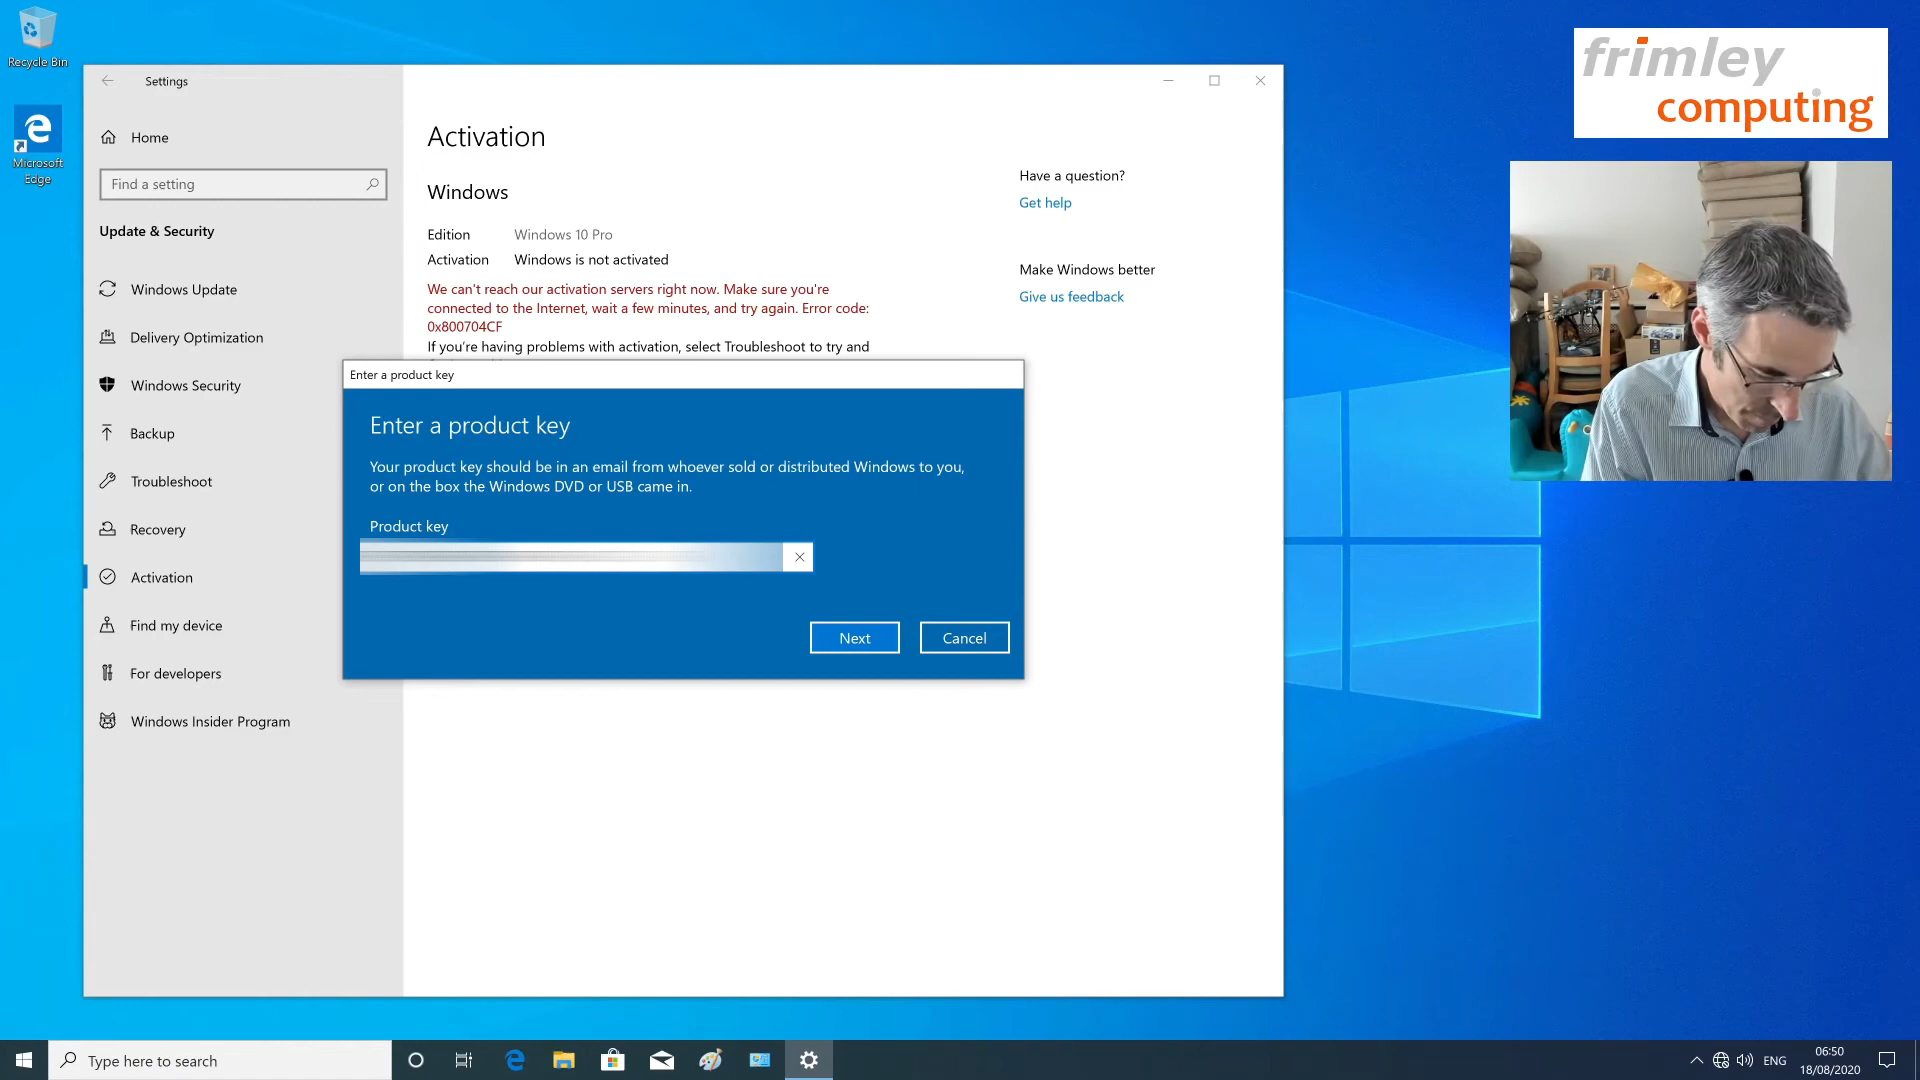 Recycle Bin
Microsoft
Edge
Settings
Home
Find a setting
Update & Security
Windows Update
Delivery Optimization
Windows Security
Backup
Troubleshoot
Recovery
Activation
Find my device
For developers
Windows Insider Program
Activation
Windows
Edition Windows 10 Pro
Activation Windows is not activated
We can't reach our activation servers right now. Make sure you're
connected to the Internet, wait a few minutes, and try again. Error code:
0x800704CF
If you're having problems with activation, select Troubleshoot to try and
Have a question?
Get help
Make Windows better
Give us feedback
Enter a product key
Enter a product key
Your product key should be in an email from whoever sold or distributed Windows to you,
or on the box the Windows DVD or USB came in.
Product key
Next
Cancel
frimley
computing
Type here to search
ENG
06:50
18/08/2020